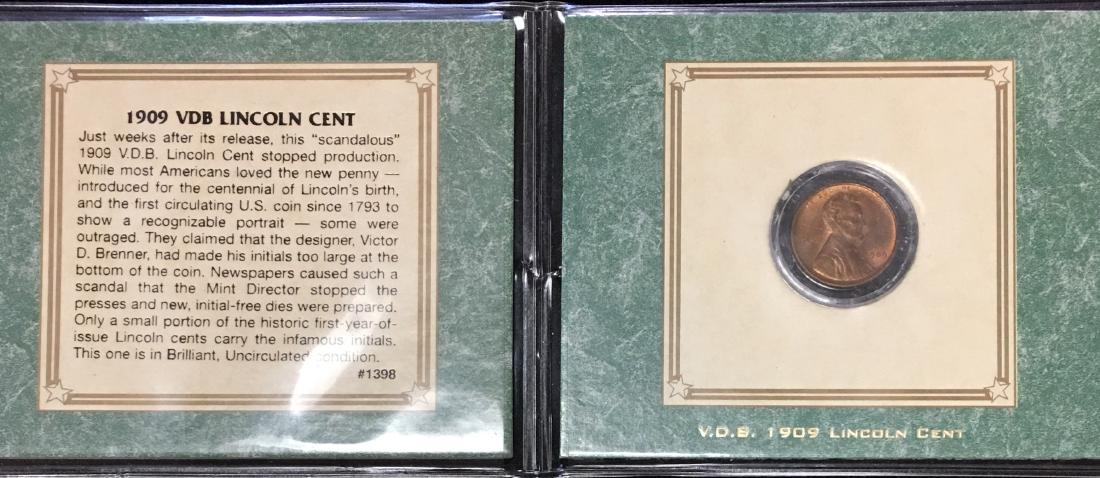 1909 VDB LINCOLN CENT
Just weeks after its release, this "scandalous"
1909 V.D.B. Lincoln Cent stopped production.
While most Americans loved the new penny —
introduced for the centennial of Lincoln's birth,
and the first circulating U.S. coin since 1793 to
show a recognizable portrait — some were
outraged. They claimed that the designer, Victor
D. Brenner, had made his initials too large at the
bottom of the coin. Newspapers caused such a
scandal that the Mint Director stopped the
presses and new, initial-free dies were prepared.
Only a small portion of the historic first-year-of-
issue Lincoln cents carry the infamous initials.
This one is in Brilliant, Uncirculated condition.
#1398
V.D.B. 1909 LINCOLN CENT